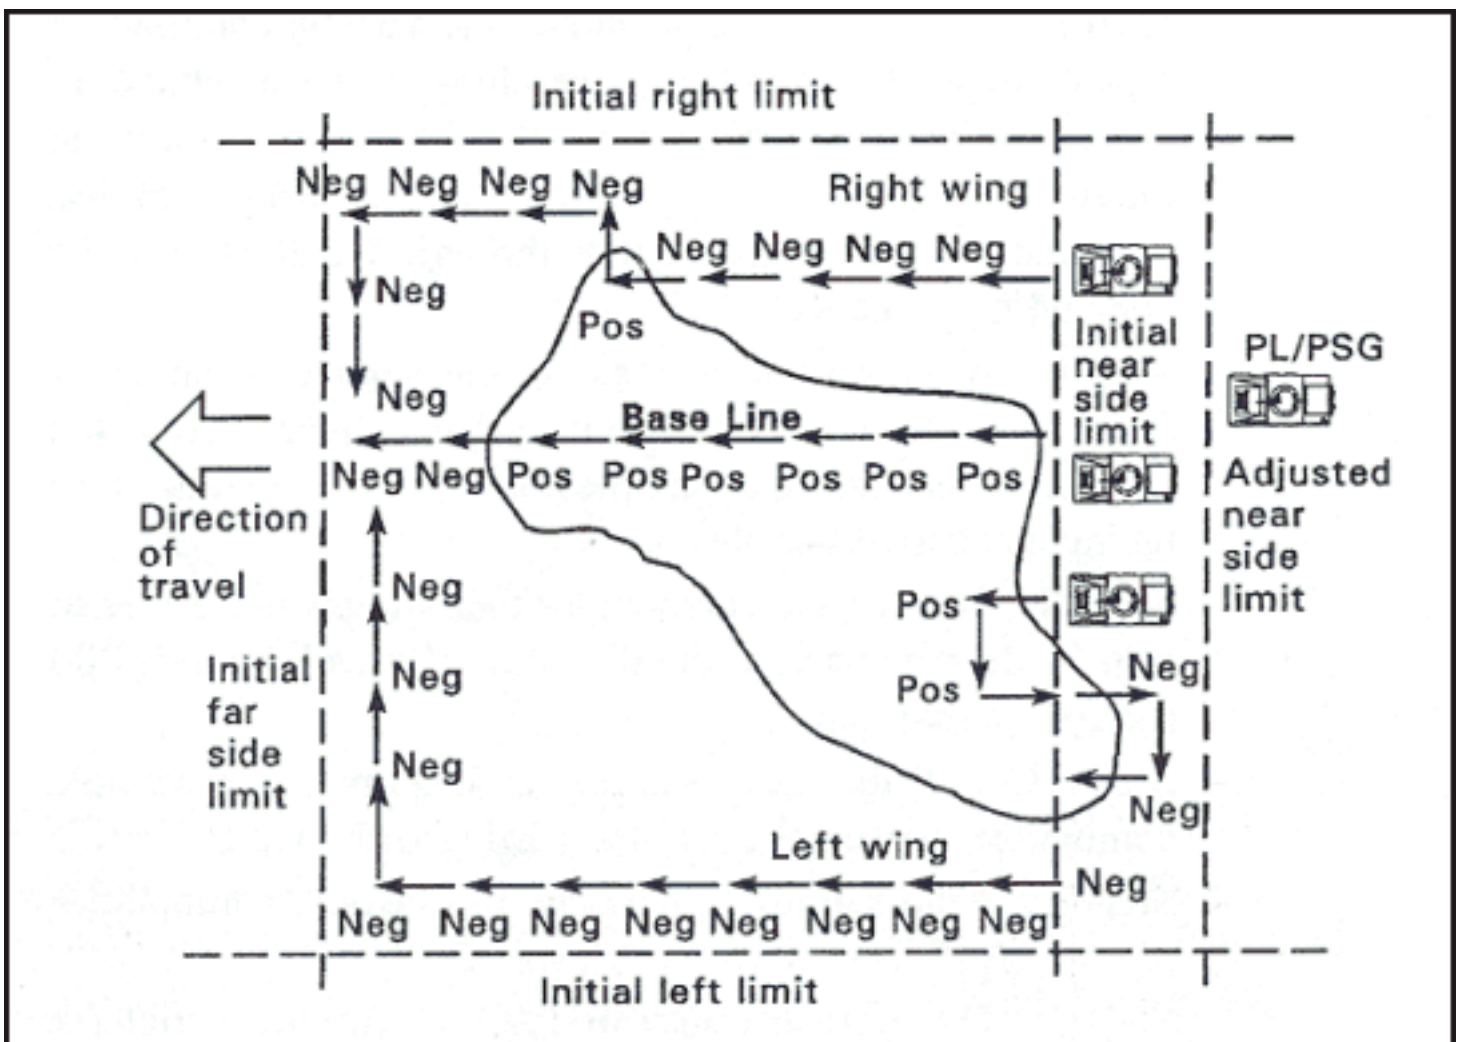 Initial right limit
Neg Neg Neg Neg
Right wing
Neg Neg Neg Neg
Neg
Pos
Initial
near
side
limit
PL/PSG
Neg
Base Line
Neg Neg Pos Pos Pos Pos Pos Pos
Adjusted
near
side
limit
Direction
of
travel
Neg
Pos
Initial
far
side
limit
Neg
Pos
Neg
Neg
Neg
Left wing
Neg
Neg Neg Neg Neg Neg Neg Neg Neg
Initial left limit